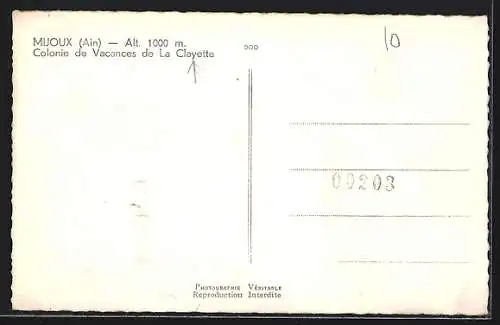 MIJOUX (Ain) — Alt. 1000 m.
Colonie de Vacances de La Clayette
10
00203
Photographie Véritable
Reproduction Interdite